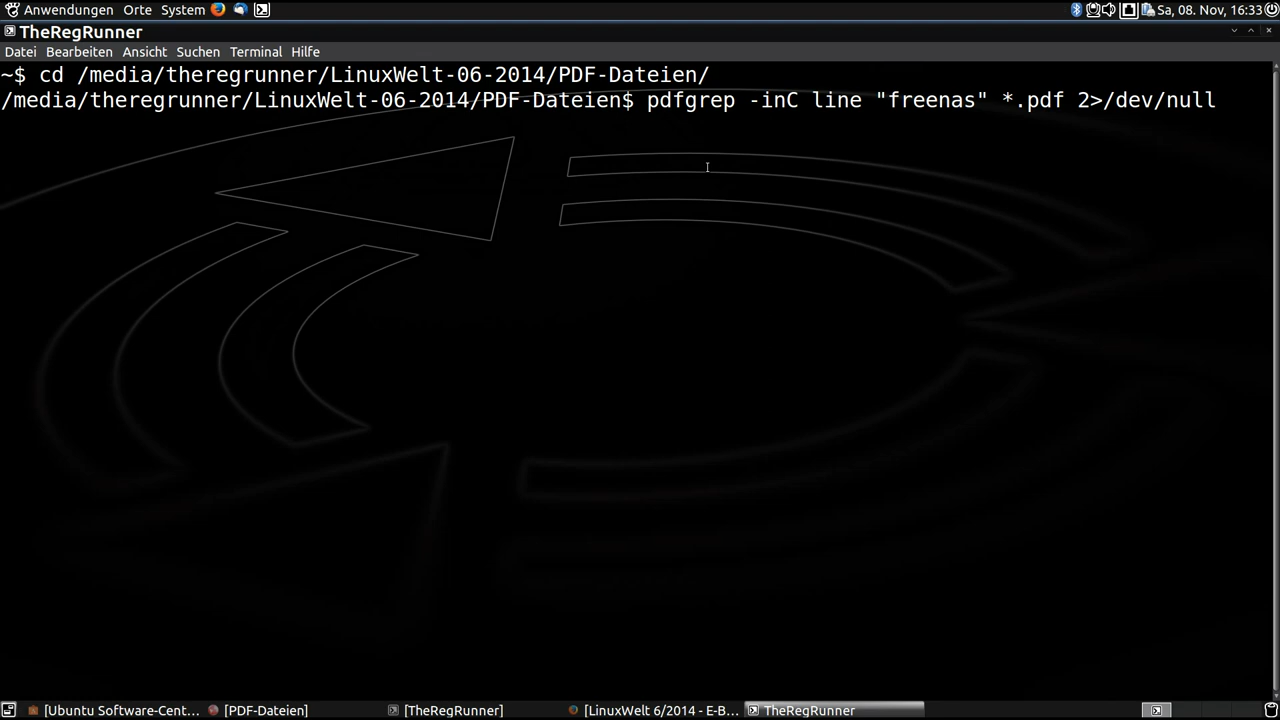 Anwendungen Orte System Sa, 08. Nov, 16:33
TheRegRunner
Datei Bearbeiten Ansicht Suchen Terminal Hilfe
~$ cd /media/theregrunner/LinuxWelt-06-2014/PDF-Dateien/
/media/theregrunner/LinuxWelt-06-2014/PDF-Dateien$ pdfgrep -inC line "freenas" *.pdf 2>/dev/null
[Ubuntu Software-Cent... [PDF-Dateien] [TheRegRunner] [LinuxWelt 6/2014 - E-B... TheRegRunner